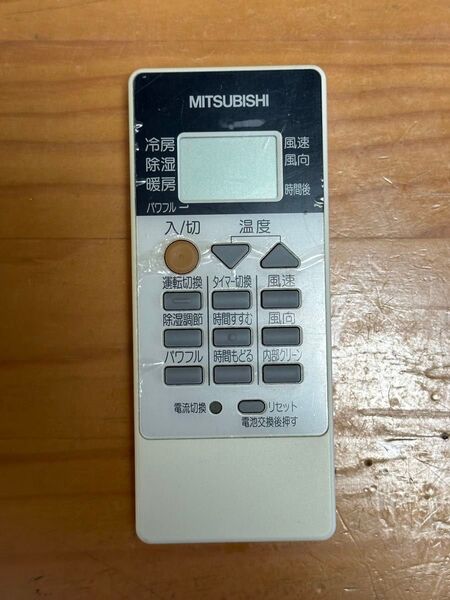 MITSUBISHI
冷房 風速
除湿 風向
暖房 時間後
パワフル
入/切 温度
運転切換 タイマー切換 風速
除湿調節 時間すすむ 風向
パワフル 時間もどる 内部クリーン
電流切換 リセット
電池交換後押す